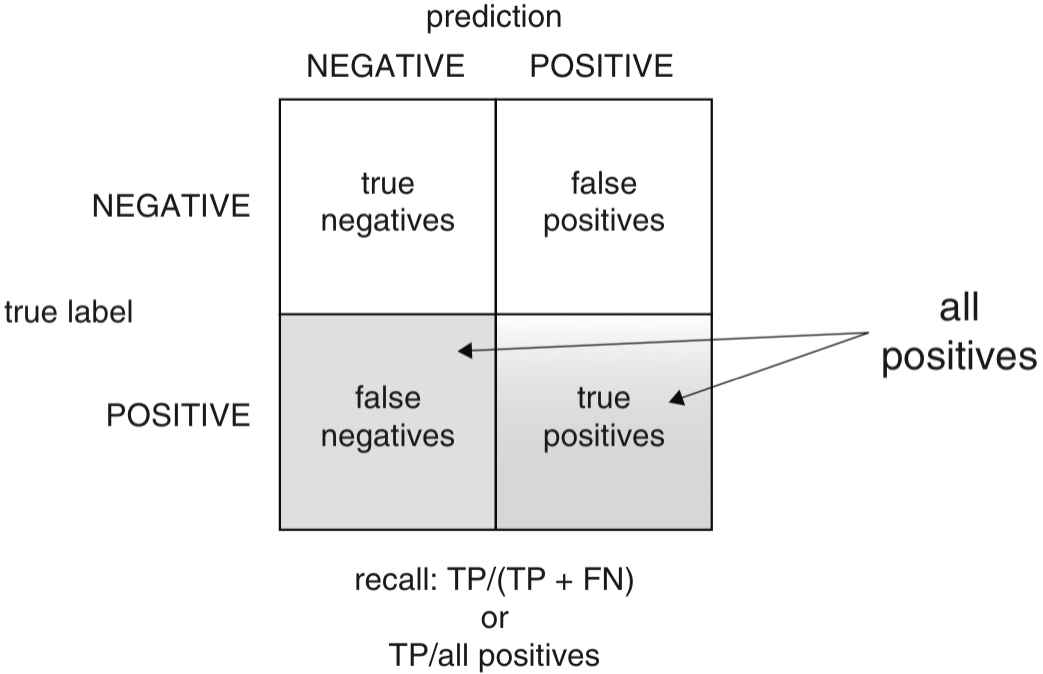 prediction
NEGATIVE POSITIVE
NEGATIVE
true
negatives
false
positives
true label
all
positives
POSITIVE
false
negatives
true
positives
recall: TP/(TP + FN)
or
TP/all positives